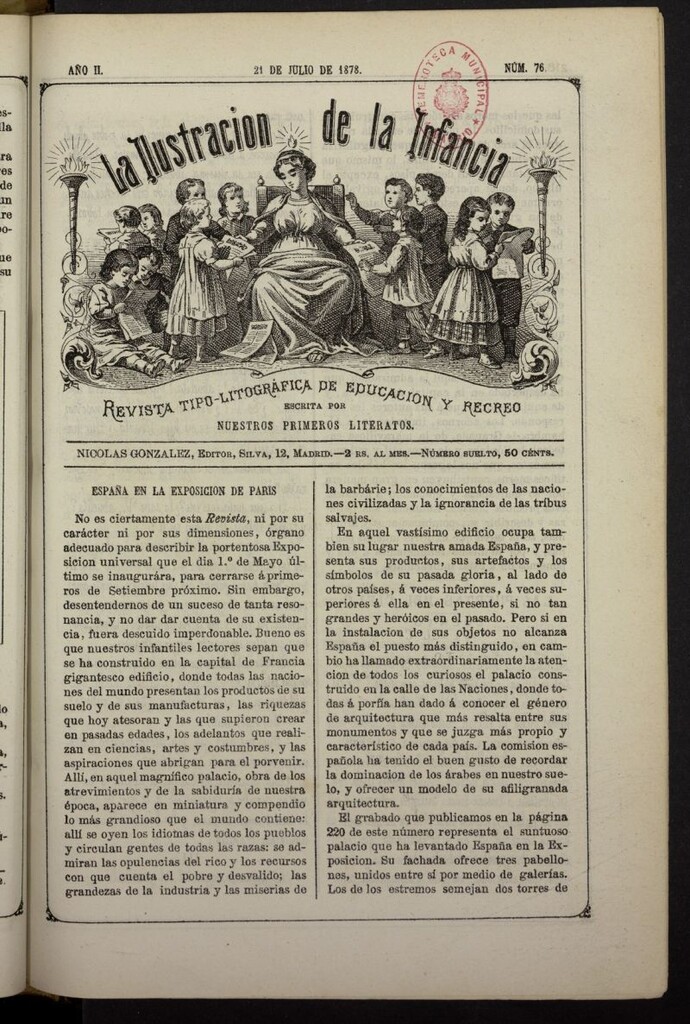 AÑO II.
21 DE JULIO DE 1878.
NÚM. 76.
HEMEROTECA MUNICIPAL
La Ilustracion de la Infancia
REVISTA TIPO-LITOGRÁFICA DE EDUCACION Y RECREO
ESCRITA POR
NUESTROS PRIMEROS LITERATOS.
NICOLAS GONZALEZ, EDITOR, SILVA, 12, MADRID.—2 RS. AL MES.—NÚMERO SUELTO, 50 CÉNTS.
ESPAÑA EN LA EXPOSICION DE PARIS
No es ciertamente esta Revista, ni por su
carácter ni por sus dimensiones, órgano
adecuado para describir la portentosa Expo-
sicion universal que el dia 1.º de Mayo úl-
timo se inaugurára, para cerrarse á prime-
ros de Setiembre próximo. Sin embargo,
desentendernos de un suceso de tanta reso-
nancia, y no dar dar cuenta de su existen-
cia, fuera descuido imperdonable. Bueno es
que nuestros infantiles lectores sepan que
se ha construido en la capital de Francia
gigantesco edificio, donde todas las nacio-
nes del mundo presentan los productos de su
suelo y de sus manufacturas, las riquezas
que hoy atesoran y las que supieron crear
en pasadas edades, los adelantos que reali-
zan en ciencias, artes y costumbres, y las
aspiraciones que abrigan para el porvenir.
Allí, en aquel magnífico palacio, obra de los
atrevimientos y de la sabiduría de nuestra
época, aparece en miniatura y compendio
lo más grandioso que el mundo contiene:
allí se oyen los idiomas de todos los pueblos
y circulan gentes de todas las razas: se ad-
miran las opulencias del rico y los recursos
con que cuenta el pobre y desvalido; las
grandezas de la industria y las miserias de
la barbárie; los conocimientos de las nacio-
nes civilizadas y la ignorancia de las tríbus
salvajes.
En aquel vastísimo edificio ocupa tam-
bien su lugar nuestra amada España, y pre-
senta sus productos, sus artefactos y los
símbolos de su pasada gloria, al lado de
otros países, á veces inferiores, á veces su-
periores á ella en el presente, si no tan
grandes y heróicos en el pasado. Pero si en
la instalacion de sus objetos no alcanza
España el puesto más distinguido, en cam-
bio ha llamado extraordinariamente la aten-
cion de todos los curiosos el palacio cons-
truido en la calle de las Naciones, donde to-
das á porfía han dado á conocer el género
de arquitectura que más resalta entre sus
monumentos y que se juzga más propio y
característico de cada país. La comision es-
pañola ha tenido el buen gusto de recordar
la dominacion de los árabes en nuestro sue-
lo, y ofrecer un modelo de su afiligranada
arquitectura.
El grabado que publicamos en la página
220 de este número representa el suntuoso
palacio que ha levantado España en la Ex-
posicion. Su fachada ofrece tres pabello-
nes, unidos entre sí por medio de galerías.
Los de los estremos semejan dos torres de